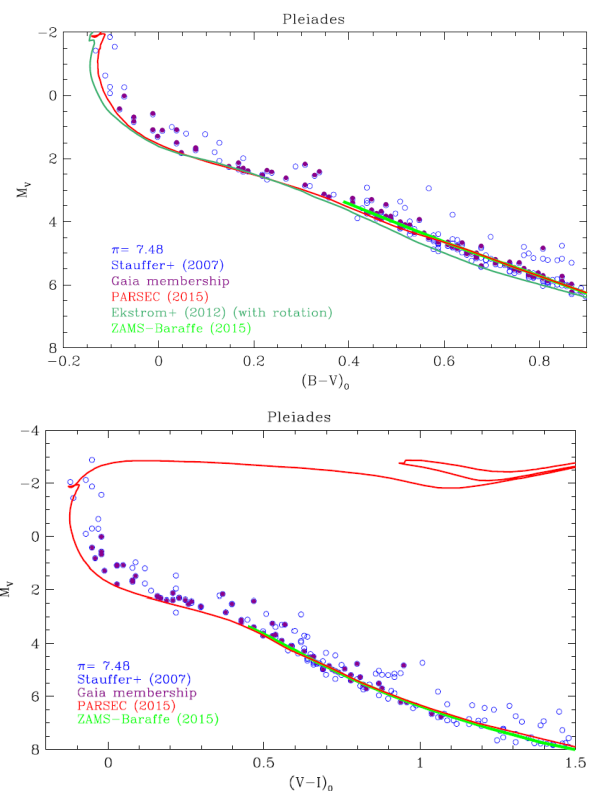 Pleiades
-2
0
2
4
6
8
M_V
π= 7.48
Stauffer+ (2007)
Gaia membership
PARSEC (2015)
Ekstrom+ (2012) (with rotation)
ZAMS-Baraffe (2015)
-0.2 0 0.2 0.4 0.6 0.8
(B-V)_0
Pleiades
-4
-2
0
2
4
6
8
M_V
π= 7.48
Stauffer+ (2007)
Gaia membership
PARSEC (2015)
ZAMS-Baraffe (2015)
0 0.5 1 1.5
(V-I)_0